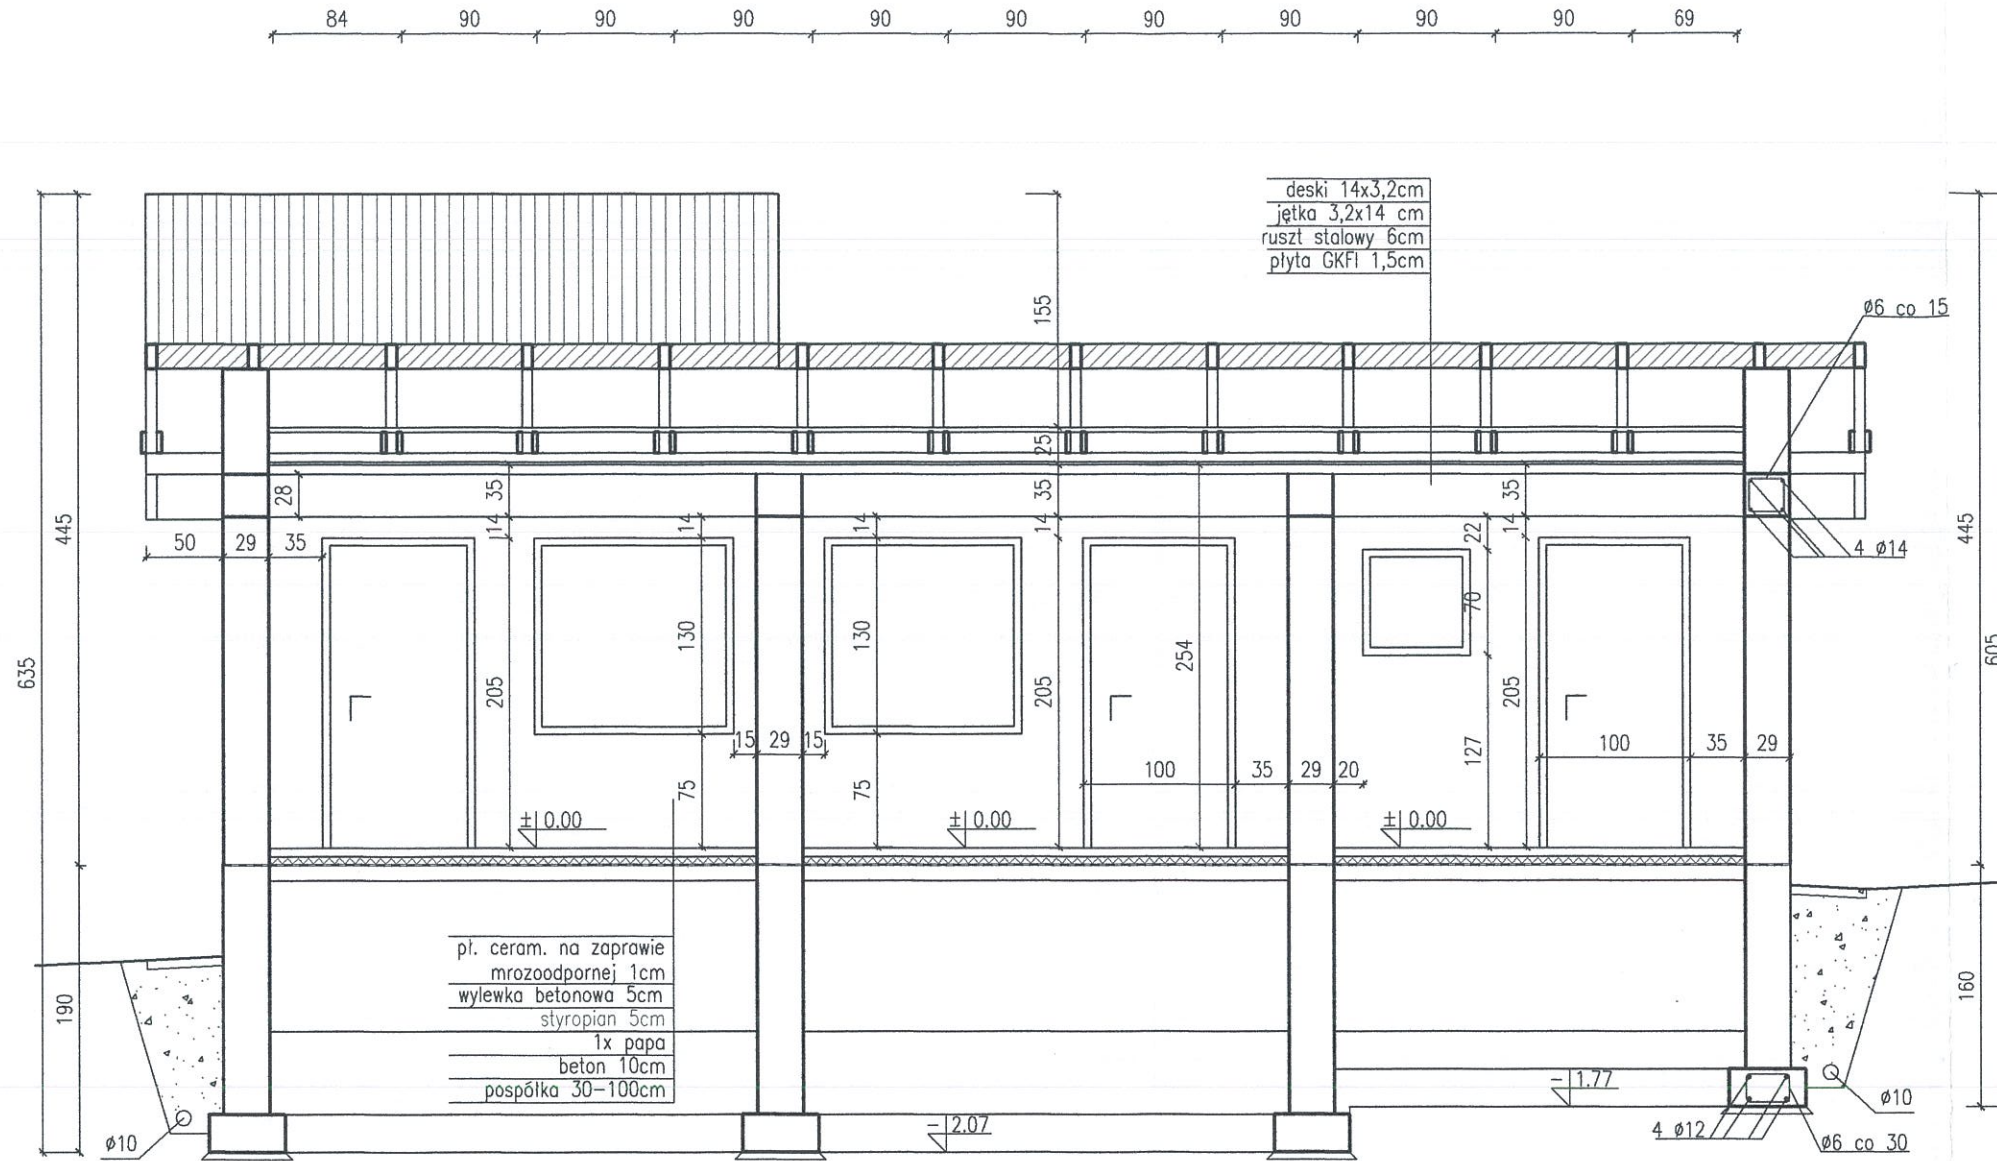 84 90 90 90 90 90 90 90 90 90 69
deski 14x3,2cm
jętka 3,2x14 cm
ruszt stalowy 6cm
płyta GKFI 1,5cm
155
ø6 co 15
25
28 35 35 35
445 14 14 14 14 22 14 445
50 29 35
4 ø14
70
635 130 130 254 605
205 205 205
15 29 15
100 35 29
127
100 35 29 20
75 75
±0.00 ±0.00 ±0.00
pł. ceram. na zaprawie
mrozoodpornej 1cm
wylewka betonowa 5cm
styropian 5cm
1x papa
beton 10cm
pospółka 30-100cm
190 160
-1.77
ø10
-2.07
4 ø12
ø10
ø6 co 30